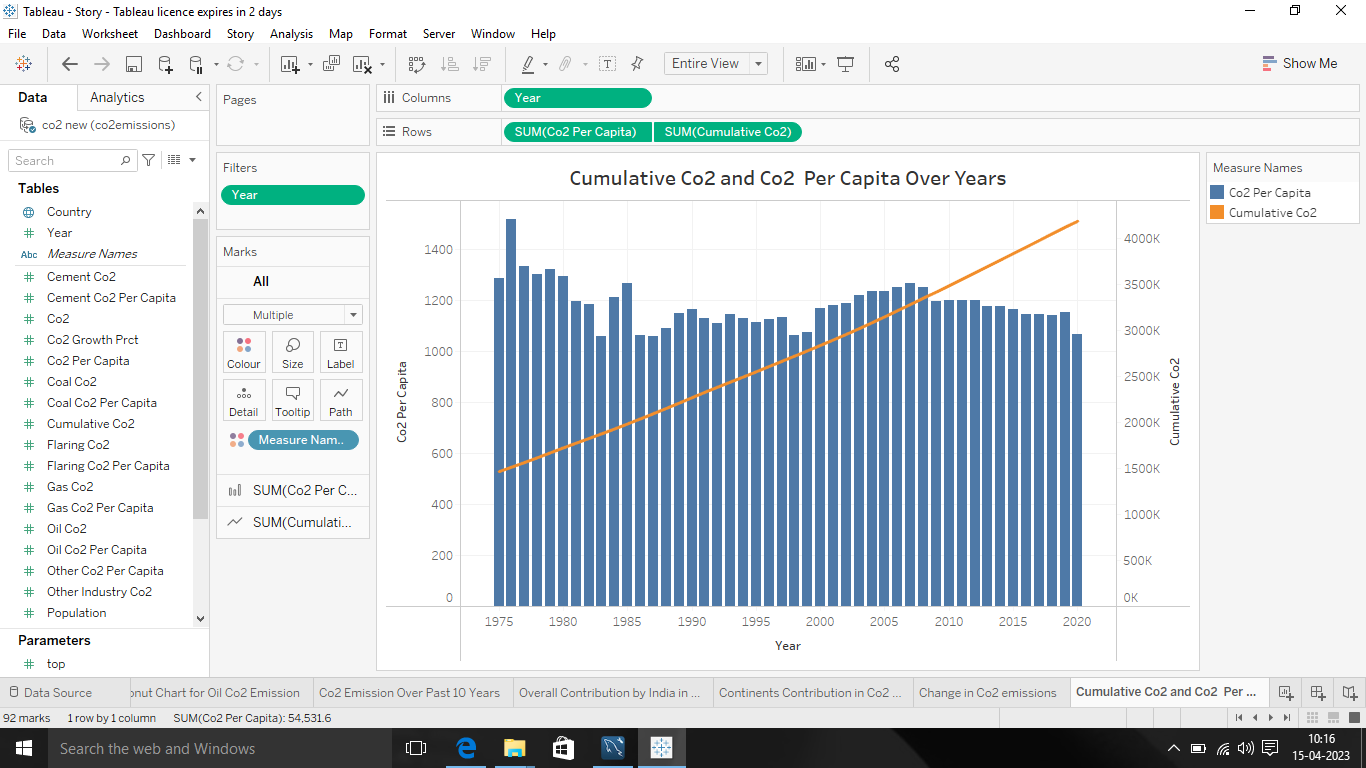 Tableau - Story - Tableau licence expires in 2 days
File Data Worksheet Dashboard Story Analysis Map Format Server Window Help
Entire View
Show Me
Data Analytics
co2 new (co2emissions)
Search
Tables
Country
Year
Abc Measure Names
Cement Co2
Cement Co2 Per Capita
Co2
Co2 Growth Prct
Co2 Per Capita
Coal Co2
Coal Co2 Per Capita
Cumulative Co2
Flaring Co2
Flaring Co2 Per Capita
Gas Co2
Gas Co2 Per Capita
Oil Co2
Oil Co2 Per Capita
Other Co2 Per Capita
Other Industry Co2
Population
Parameters
top
Pages
Filters
Year
Marks
All
Multiple
Colour Size Label
Detail Tooltip Path
Measure Nam..
SUM(Co2 Per C...
SUM(Cumulati...
Columns Year
Rows SUM(Co2 Per Capita) SUM(Cumulative Co2)
Cumulative Co2 and Co2 Per Capita Over Years
Co2 Per Capita
1400
1200
1000
800
600
400
200
0
4000K
3500K
3000K
2500K
2000K
1500K
1000K
500K
0K
Cumulative Co2
1975 1980 1985 1990 1995 2000 2005 2010 2015 2020
Year
Measure Names
Co2 Per Capita
Cumulative Co2
Data Source onut Chart for Oil Co2 Emission Co2 Emission Over Past 10 Years Overall Contribution by India in ... Continents Contribution in Co2 ... Change in Co2 emissions Cumulative Co2 and Co2 Per ...
92 marks 1 row by 1 column SUM(Co2 Per Capita): 54,531.6
Search the web and Windows
10:16
15-04-2023